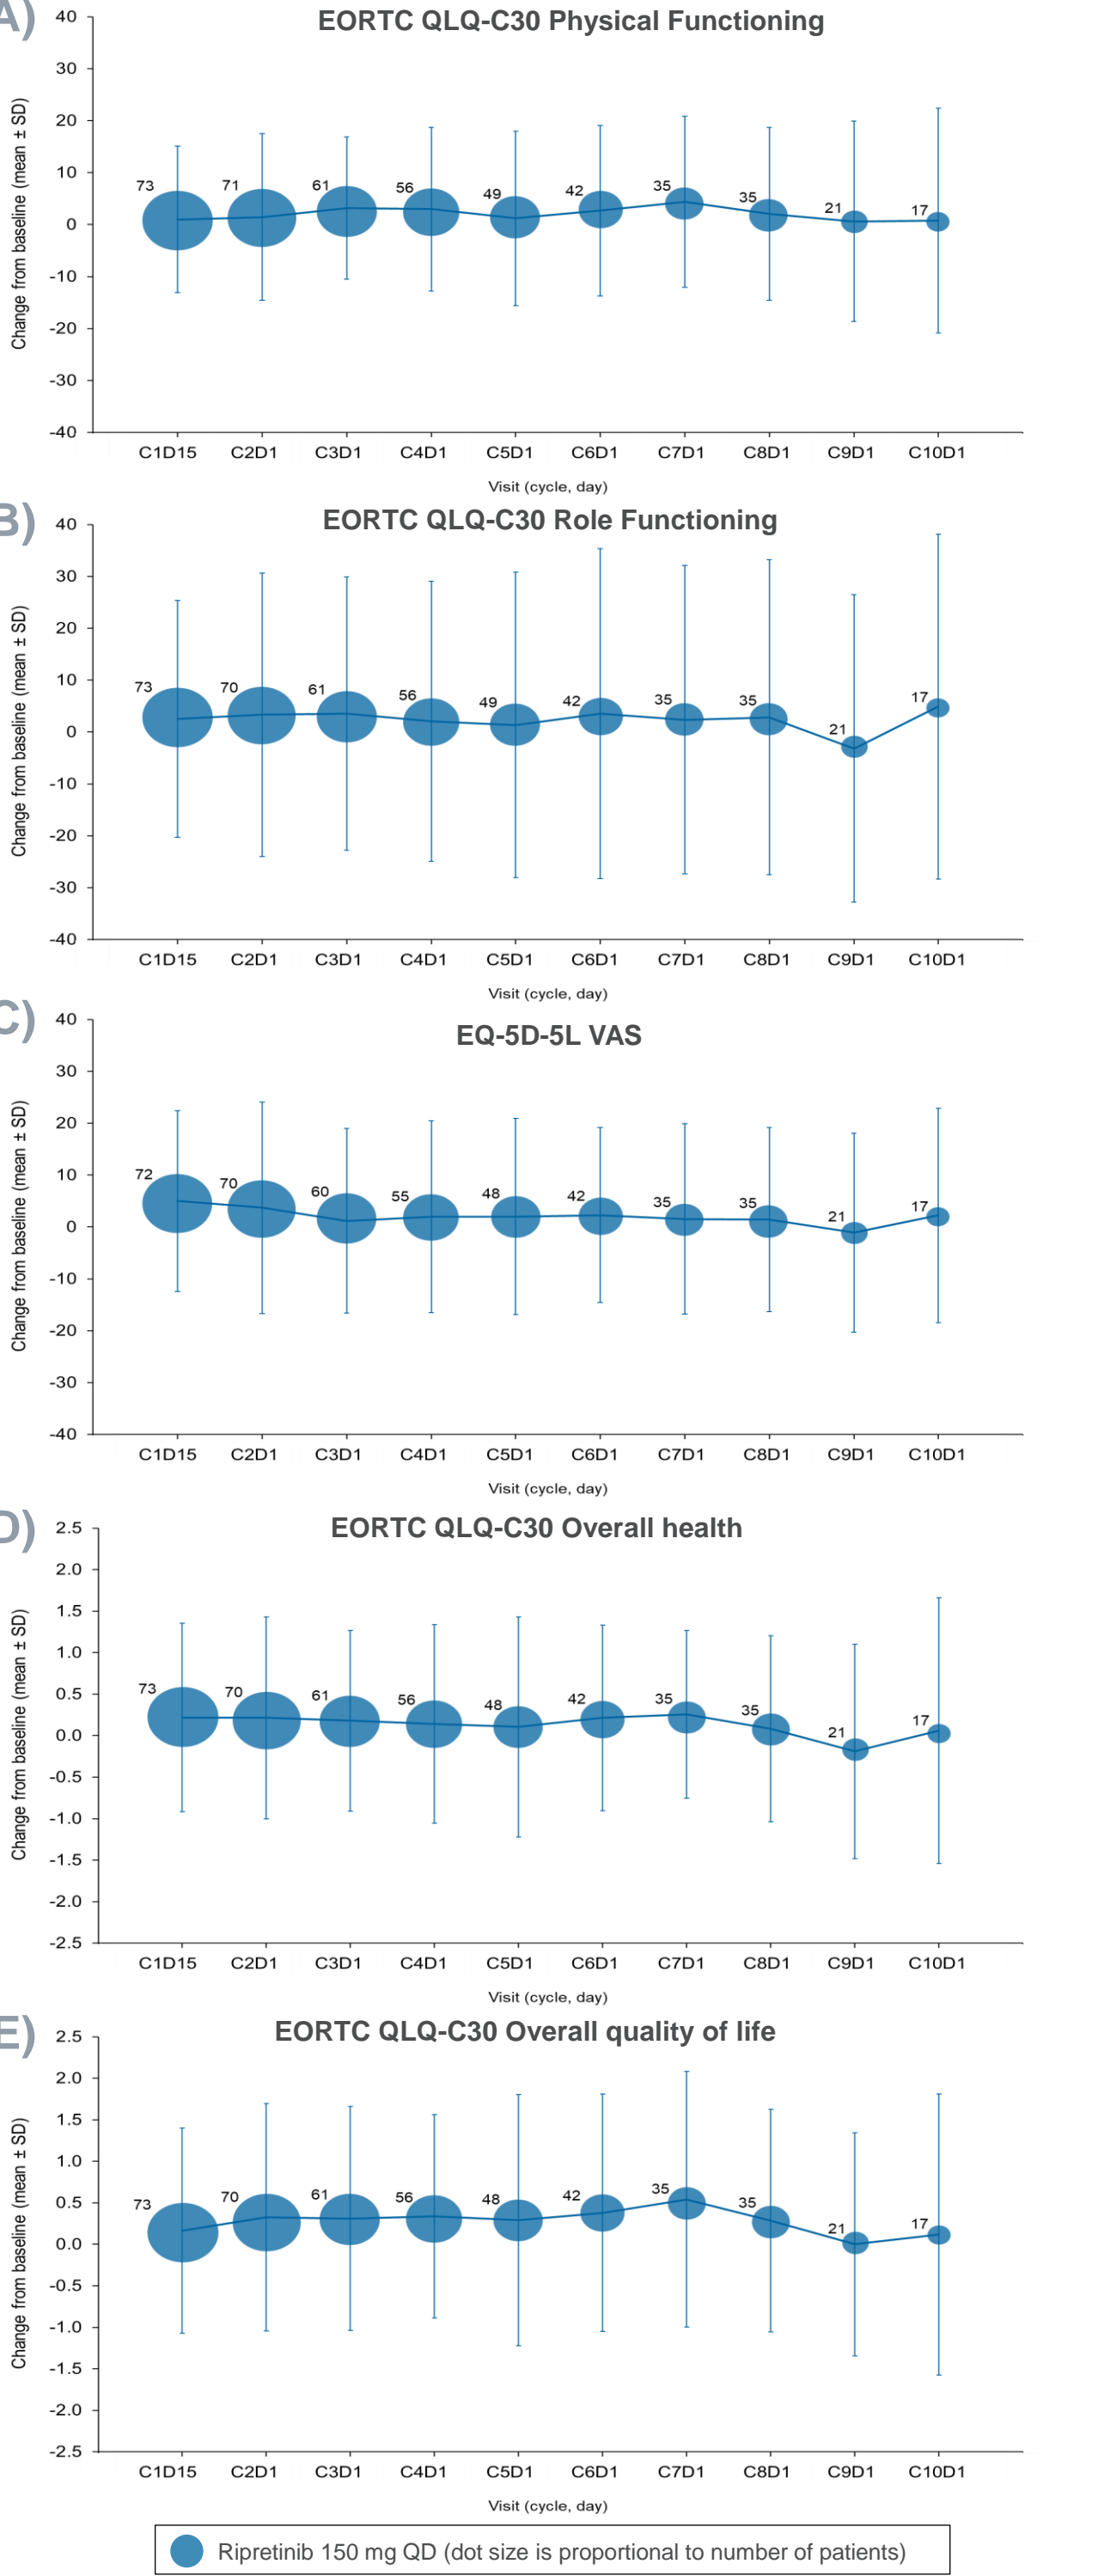 A)
EORTC QLQ-C30 Physical Functioning
Change from baseline (mean ± SD)
40
30
20
10
0
-10
-20
-30
-40
73 71 61 56 49 42 35 35 21 17
C1D15 C2D1 C3D1 C4D1 C5D1 C6D1 C7D1 C8D1 C9D1 C10D1
Visit (cycle, day)
B)
EORTC QLQ-C30 Role Functioning
Change from baseline (mean ± SD)
40
30
20
10
0
-10
-20
-30
-40
73 70 61 56 49 42 35 35 21 17
C1D15 C2D1 C3D1 C4D1 C5D1 C6D1 C7D1 C8D1 C9D1 C10D1
Visit (cycle, day)
C)
EQ-5D-5L VAS
Change from baseline (mean ± SD)
40
30
20
10
0
-10
-20
-30
-40
72 70 60 55 48 42 35 35 21 17
C1D15 C2D1 C3D1 C4D1 C5D1 C6D1 C7D1 C8D1 C9D1 C10D1
Visit (cycle, day)
D)
EORTC QLQ-C30 Overall health
Change from baseline (mean ± SD)
2.5
2.0
1.5
1.0
0.5
0.0
-0.5
-1.0
-1.5
-2.0
-2.5
73 70 61 56 48 42 35 35 21 17
C1D15 C2D1 C3D1 C4D1 C5D1 C6D1 C7D1 C8D1 C9D1 C10D1
Visit (cycle, day)
E)
EORTC QLQ-C30 Overall quality of life
Change from baseline (mean ± SD)
2.5
2.0
1.5
1.0
0.5
0.0
-0.5
-1.0
-1.5
-2.0
-2.5
73 70 61 56 48 42 35 35 21 17
C1D15 C2D1 C3D1 C4D1 C5D1 C6D1 C7D1 C8D1 C9D1 C10D1
Visit (cycle, day)
Ripretinib 150 mg QD (dot size is proportional to number of patients)